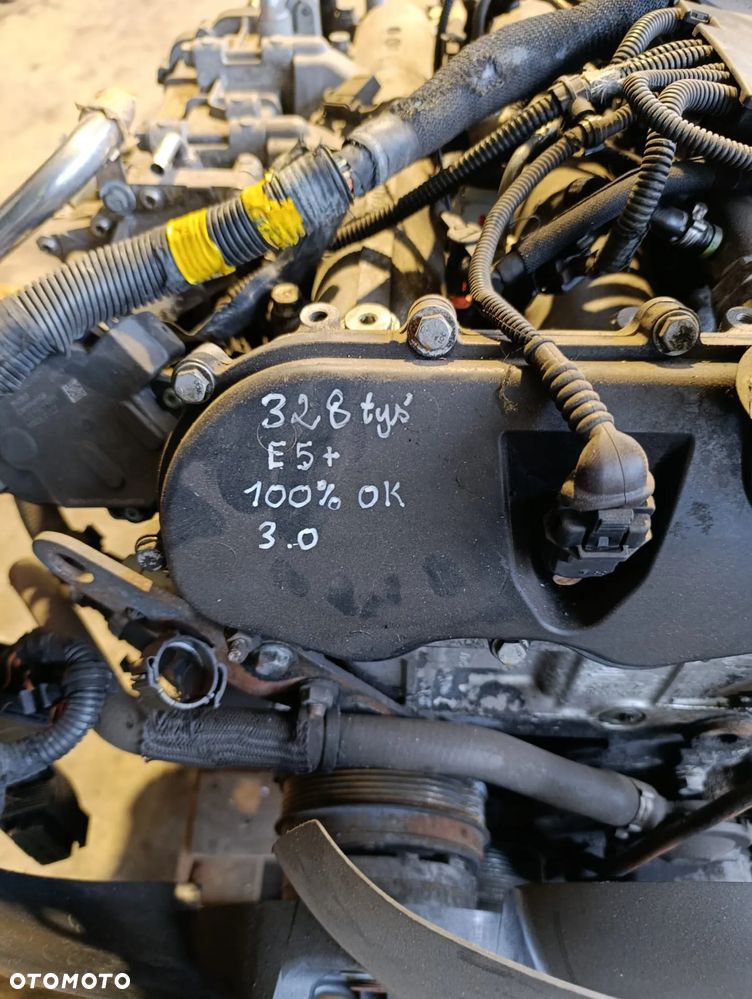 328 tyś
E5+
100% OK
3.0
OTOMOTO